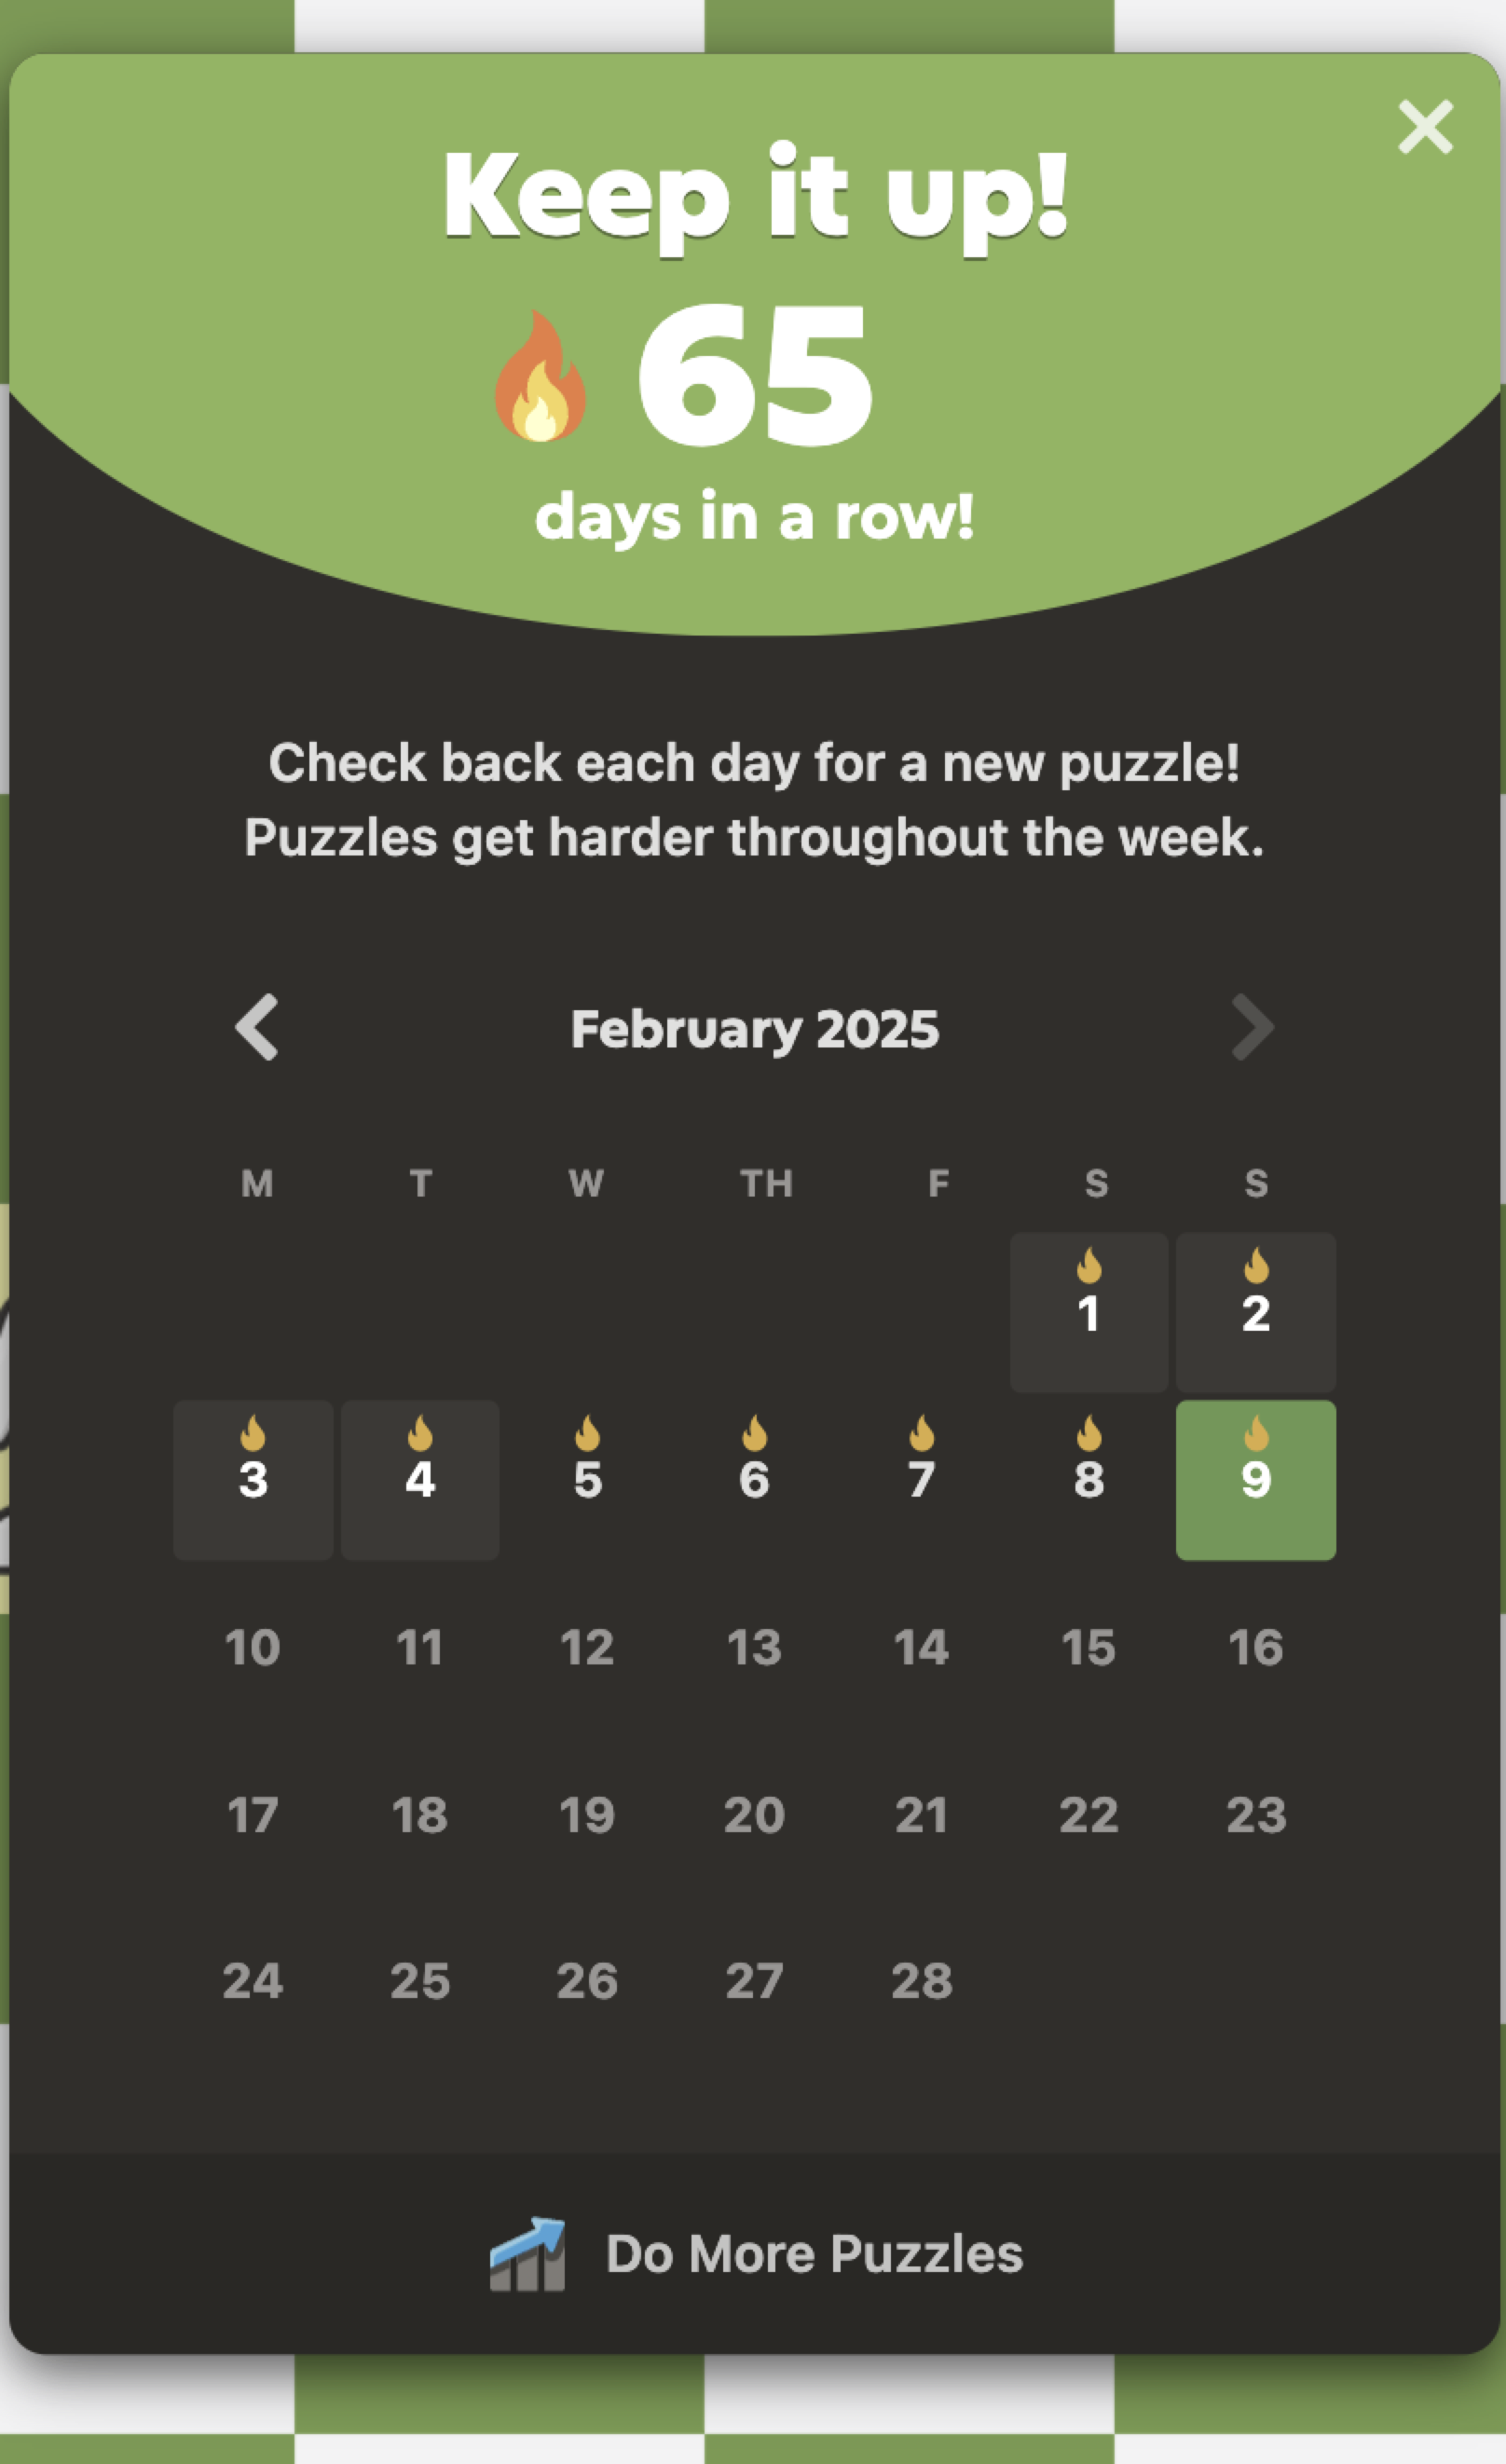 Keep it up!
65
days in a row!
Check back each day for a new puzzle!
Puzzles get harder throughout the week.
February 2025
M T W TH F S S
1 2
3 4 5 6 7 8 9
10 11 12 13 14 15 16
17 18 19 20 21 22 23
24 25 26 27 28
Do More Puzzles